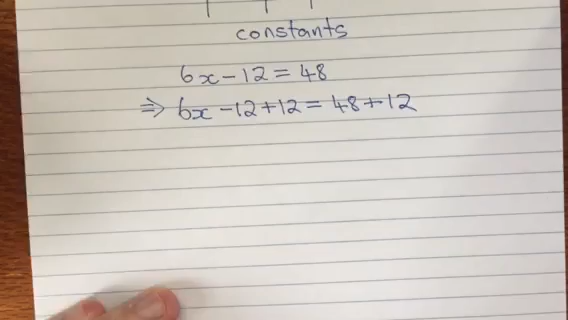 constants
6x - 12 = 48
⇒ 6x - 12 + 12 = 48 + 12